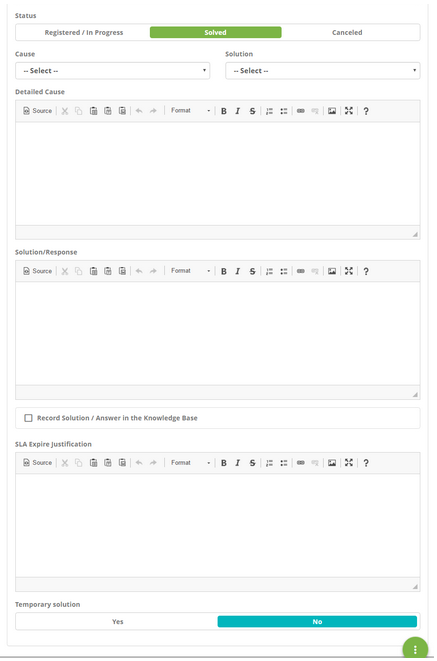 Status
Registered / In Progress Solved Canceled
Cause Solution
-- Select -- -- Select --
Detailed Cause
Source Format B I S ?
Solution/Response
Source Format B I S ?
Record Solution / Answer in the Knowledge Base
SLA Expire Justification
Source Format B I S ?
Temporary solution
Yes No